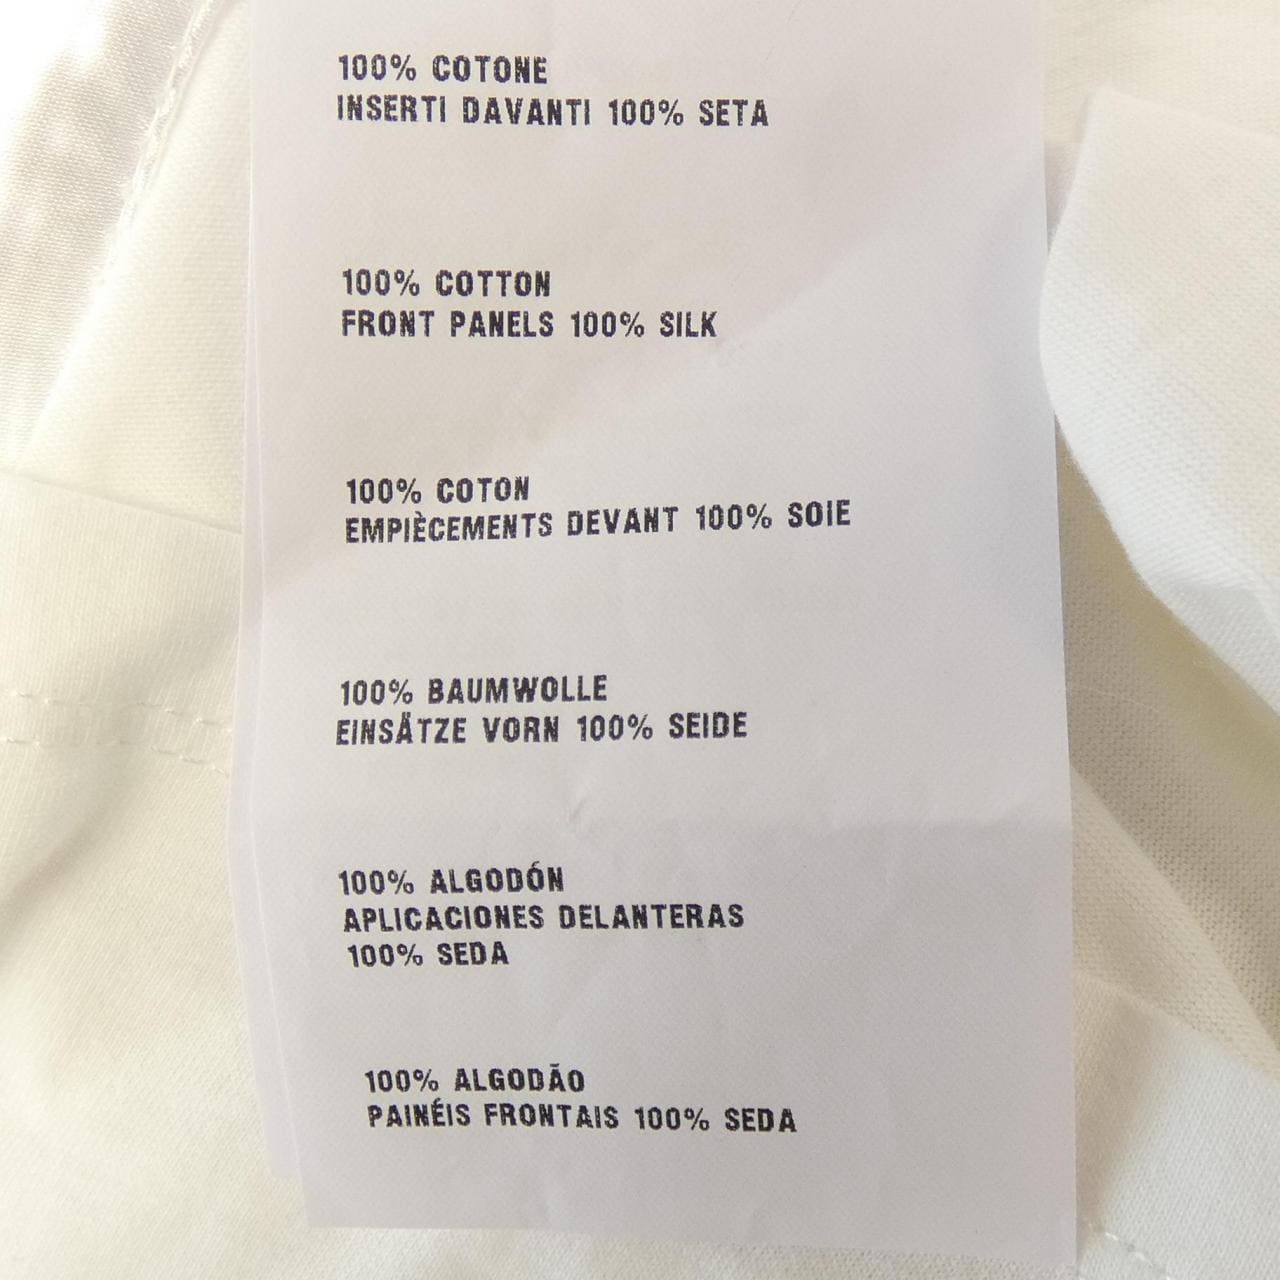 100% COTONE
INSERTI DAVANTI 100% SETA
100% COTTON
FRONT PANELS 100% SILK
100% COTON
EMPIÈCEMENTS DEVANT 100% SOIE
100% BAUMWOLLE
EINSÄTZE VORN 100% SEIDE
100% ALGODÓN
APLICACIONES DELANTERAS
100% SEDA
100% ALGODÃO
PAINÉIS FRONTAIS 100% SEDA